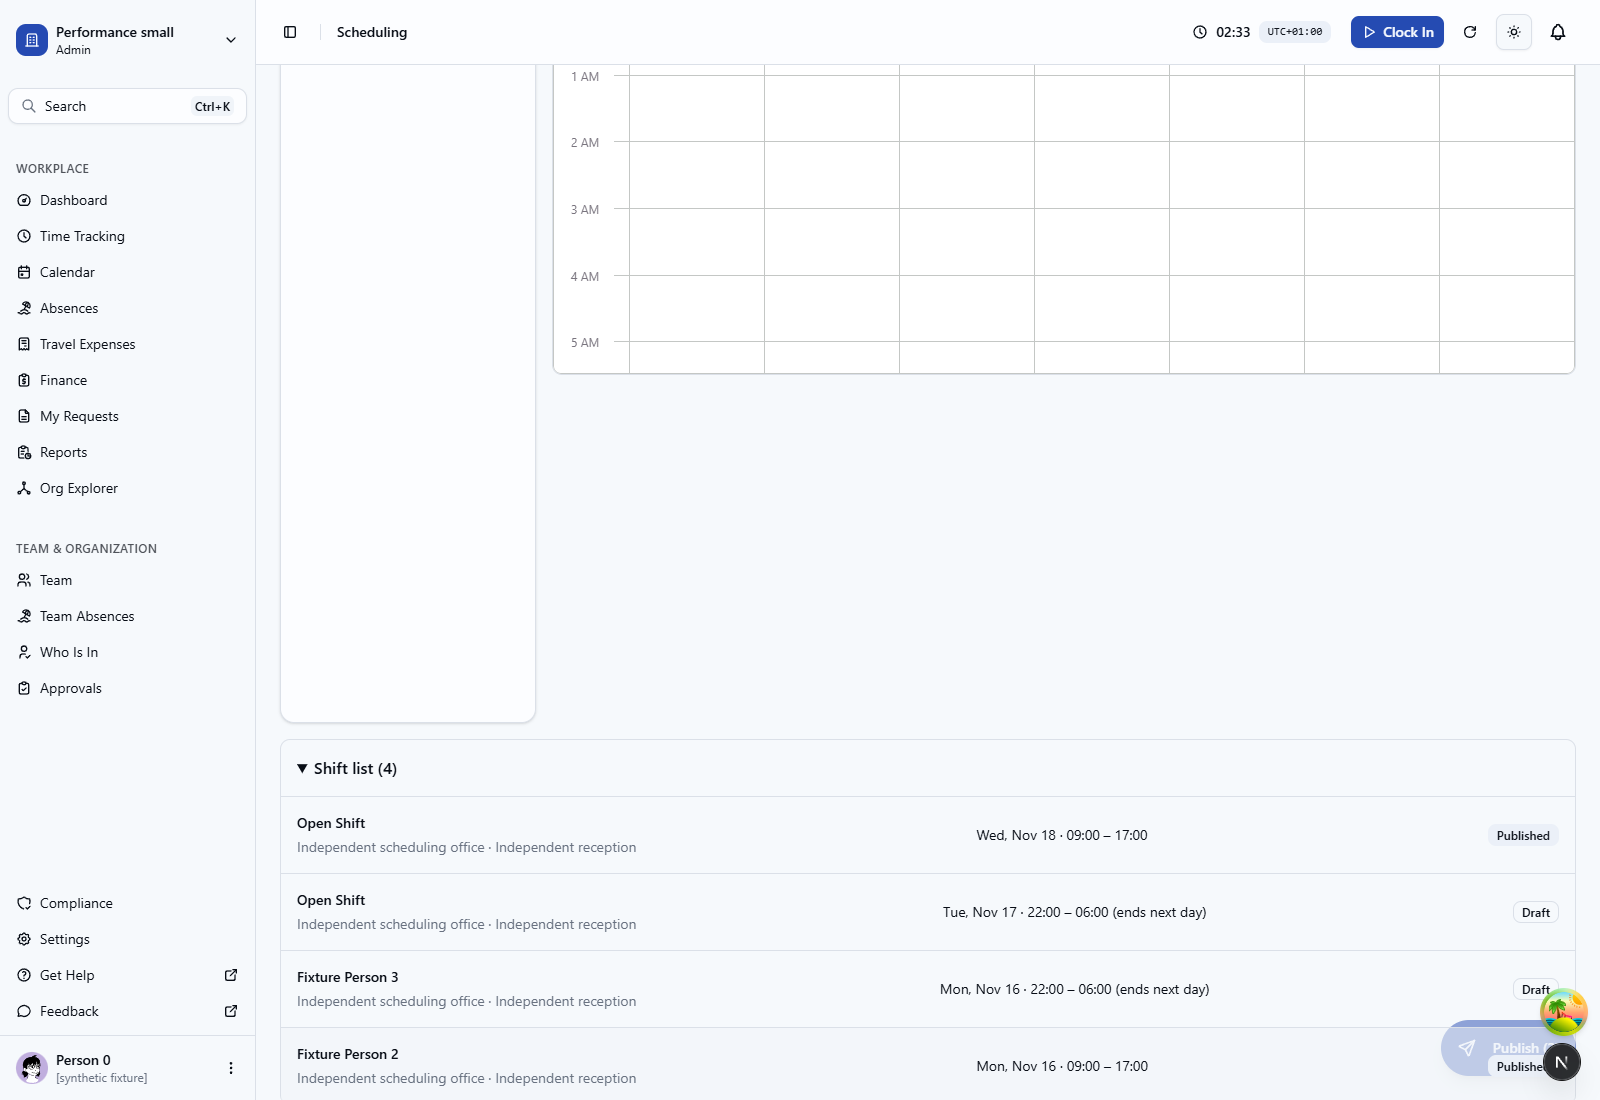 Performance small
Admin
Search
Ctrl+K
WORKPLACE
Dashboard
Time Tracking
Calendar
Absences
Travel Expenses
Finance
My Requests
Reports
Org Explorer
TEAM & ORGANIZATION
Team
Team Absences
Who Is In
Approvals
Compliance
Settings
Get Help
Feedback
Person 0
[synthetic fixture]
Scheduling
02:33
UTC+01:00
Clock In
1 AM
2 AM
3 AM
4 AM
5 AM
Shift list (4)
Open Shift
Independent scheduling office · Independent reception
Wed, Nov 18 · 09:00 – 17:00
Published
Open Shift
Independent scheduling office · Independent reception
Tue, Nov 17 · 22:00 – 06:00 (ends next day)
Draft
Fixture Person 3
Independent scheduling office · Independent reception
Mon, Nov 16 · 22:00 – 06:00 (ends next day)
Draft
Fixture Person 2
Independent scheduling office · Independent reception
Mon, Nov 16 · 09:00 – 17:00
Publish
N